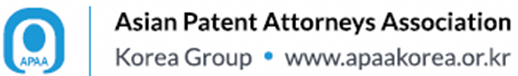 APAA
Asian Patent Attorneys Association
Korea Group • www.apaakorea.or.kr